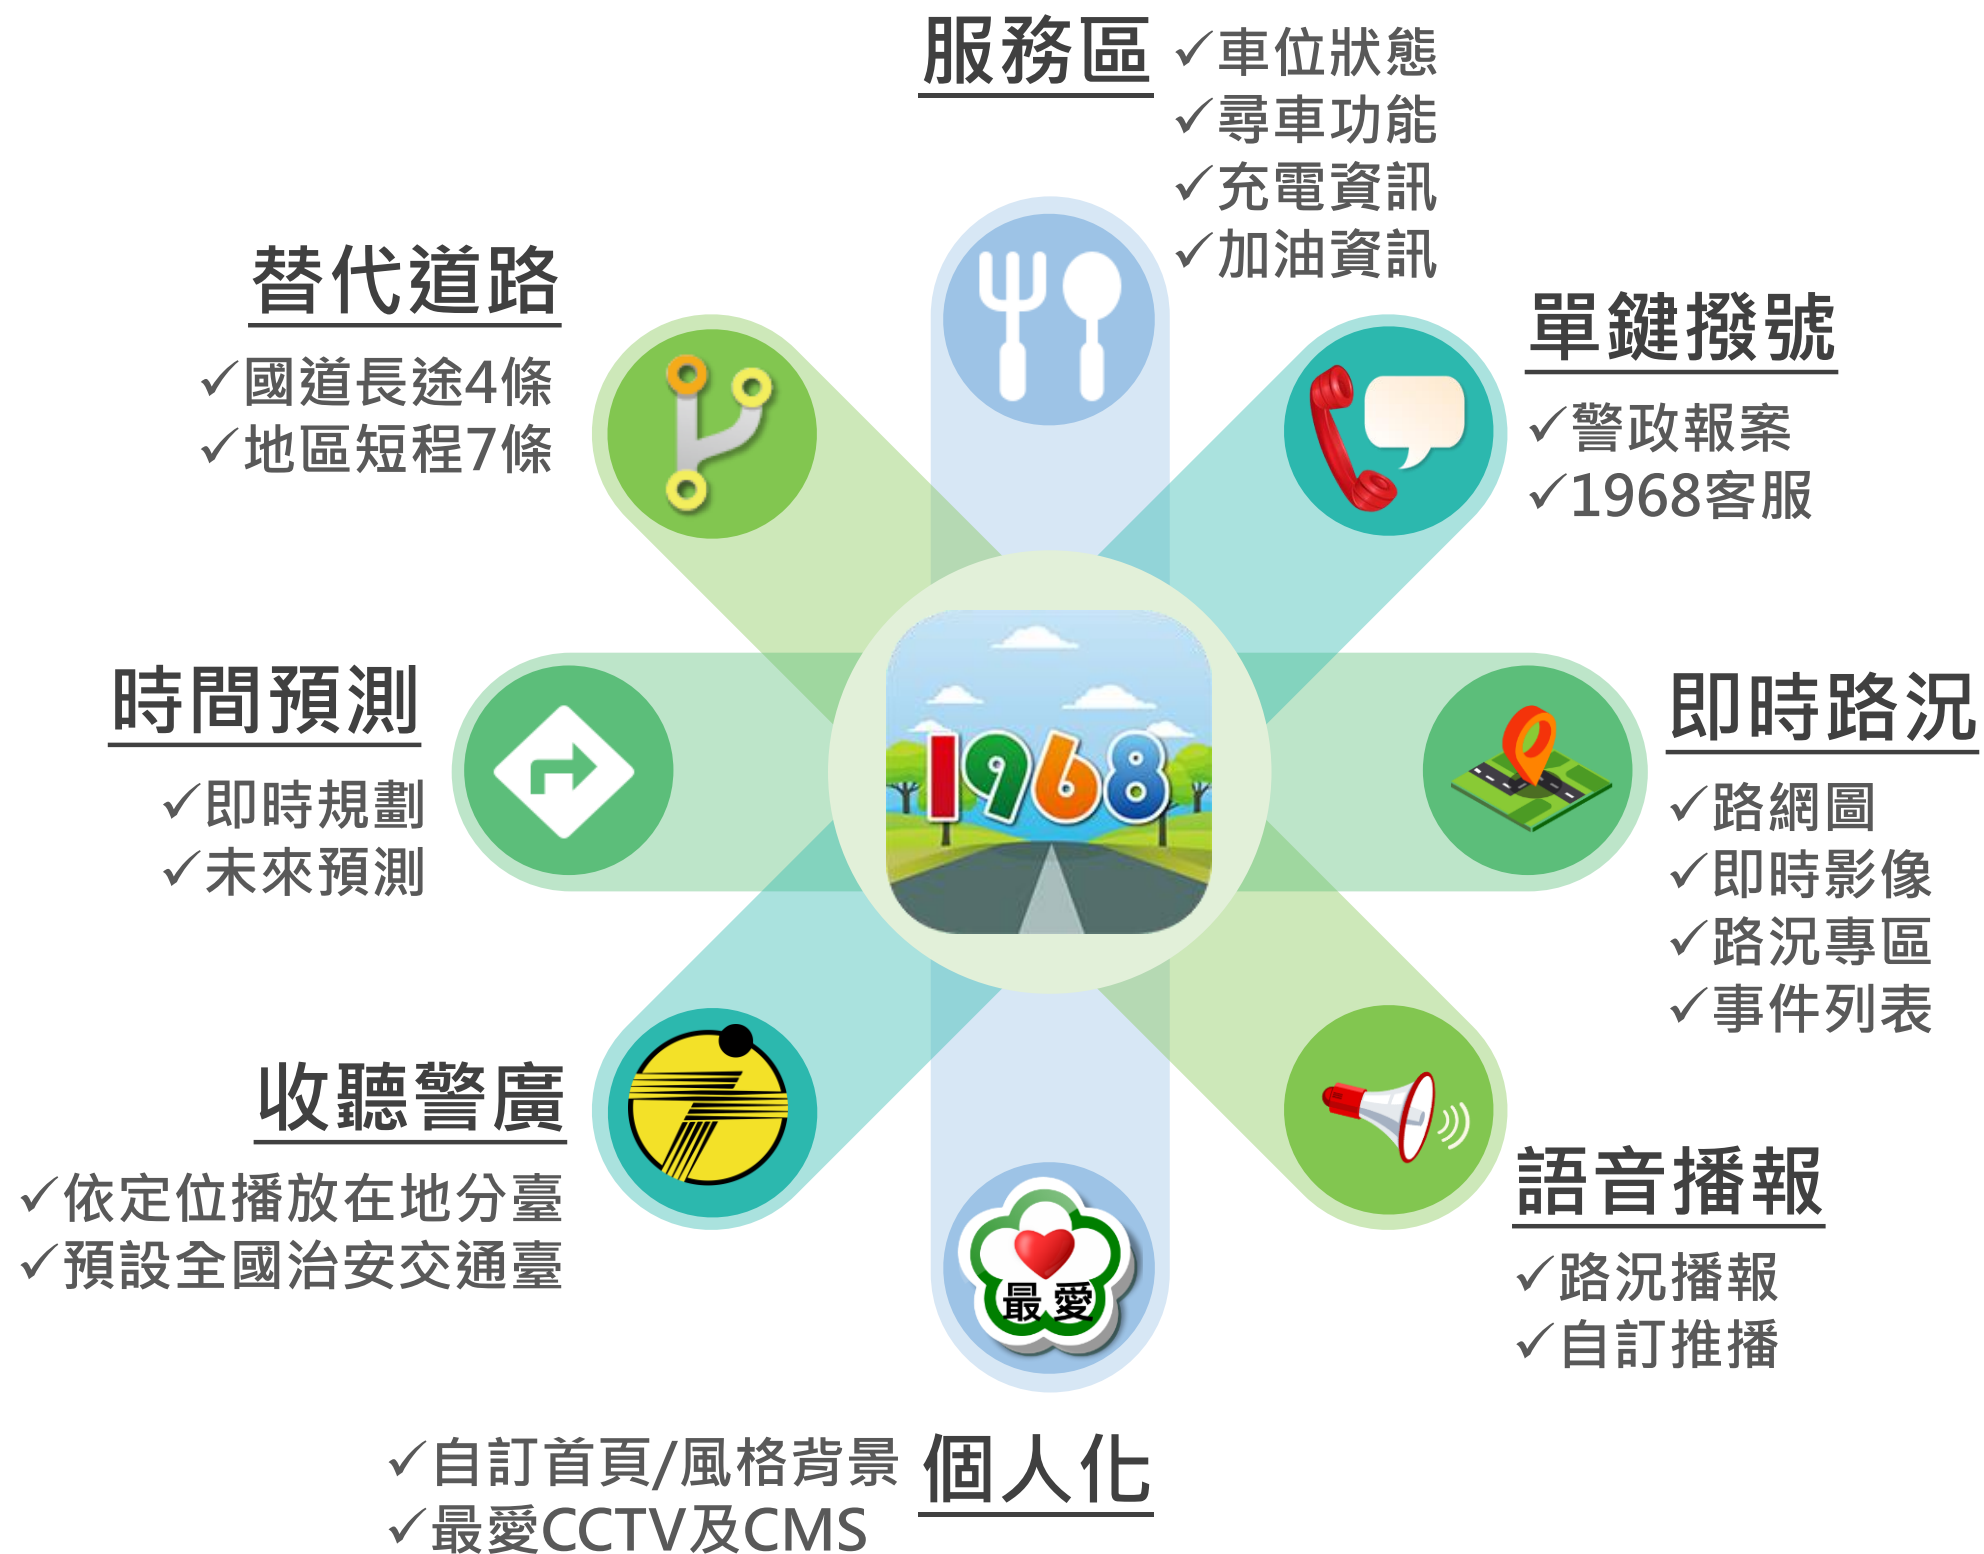 服務區
✓車位狀態
✓尋車功能
✓充電資訊
✓加油資訊
單鍵撥號
✓警政報案
✓1968客服
即時路況
✓路網圖
✓即時影像
✓路況專區
✓事件列表
語音播報
✓路況播報
✓自訂推播
個人化
✓自訂首頁/風格背景
✓最愛CCTV及CMS
最愛
收聽警廣
✓依定位播放在地分臺
✓預設全國治安交通臺
時間預測
✓即時規劃
✓未來預測
替代道路
✓國道長途4條
✓地區短程7條
1968